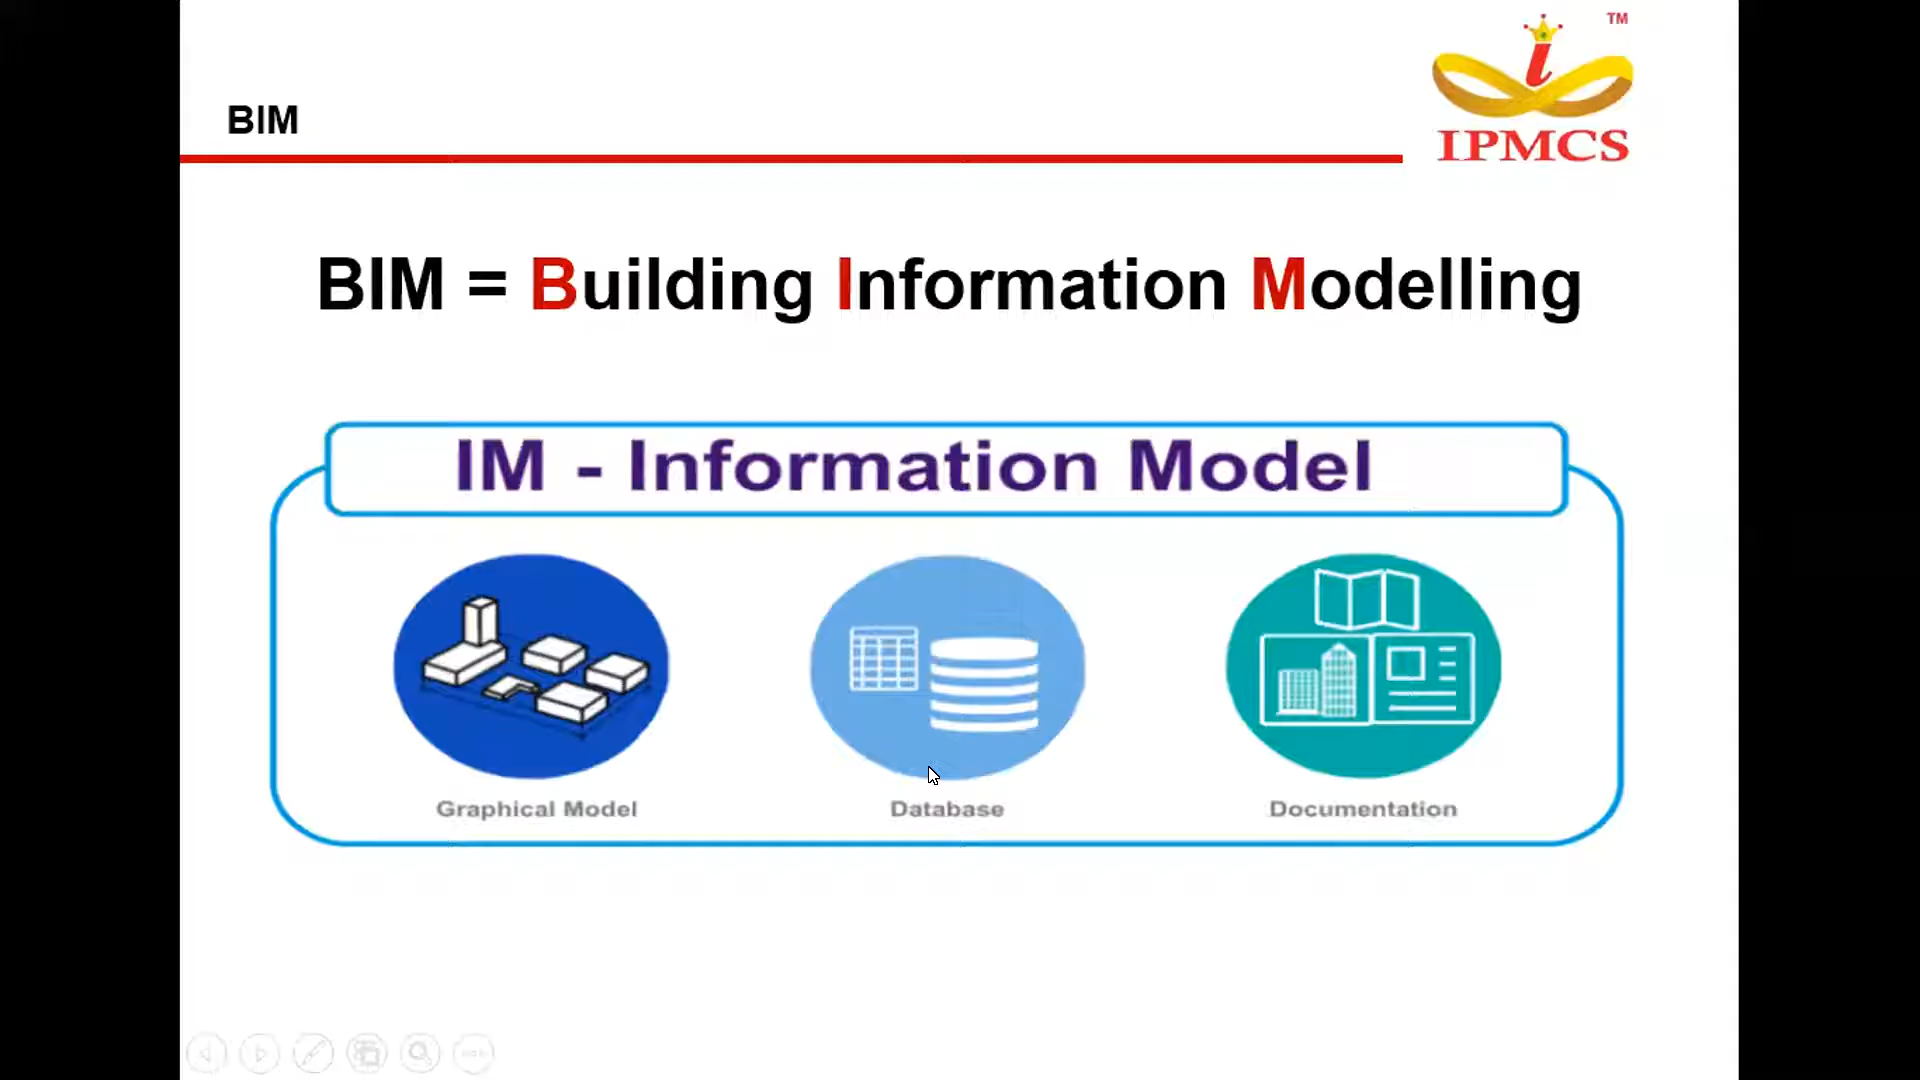 TM
IPMCS
BIM
BIM = Building Information Modelling
IM - Information Model
Graphical Model
Database
Documentation